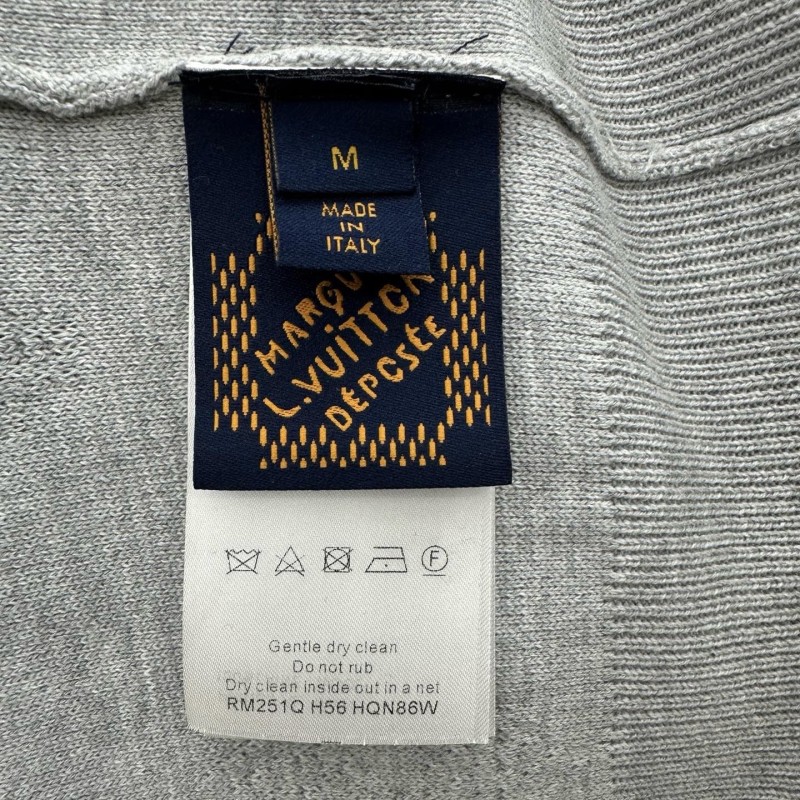 M
MADE
IN
ITALY
MARQU
L.VUITTON
DÉPOSÉE
F
Gentle dry clean
Do not rub
Dry clean inside out in a net
RM251Q H56 HQN86W